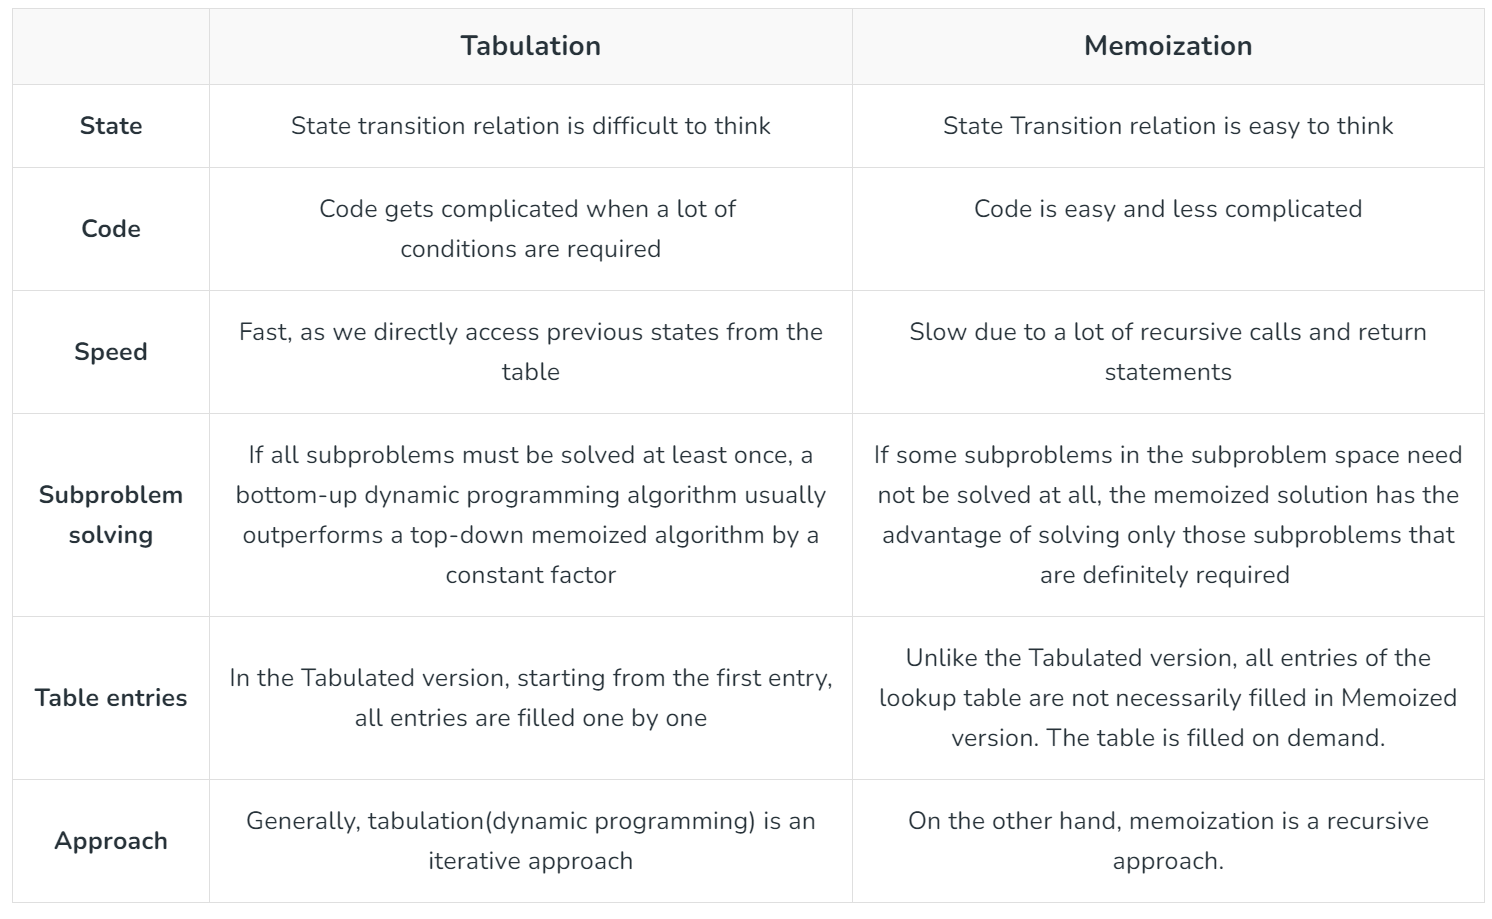 Tabulation
Memoization
State
State transition relation is difficult to think
State Transition relation is easy to think
Code
Code gets complicated when a lot of
conditions are required
Code is easy and less complicated
Speed
Fast, as we directly access previous states from the
table
Slow due to a lot of recursive calls and return
statements
Subproblem
solving
If all subproblems must be solved at least once, a
bottom-up dynamic programming algorithm usually
outperforms a top-down memoized algorithm by a
constant factor
If some subproblems in the subproblem space need
not be solved at all, the memoized solution has the
advantage of solving only those subproblems that
are definitely required
Table entries
In the Tabulated version, starting from the first entry,
all entries are filled one by one
Unlike the Tabulated version, all entries of the
lookup table are not necessarily filled in Memoized
version. The table is filled on demand.
Approach
Generally, tabulation(dynamic programming) is an
iterative approach
On the other hand, memoization is a recursive
approach.